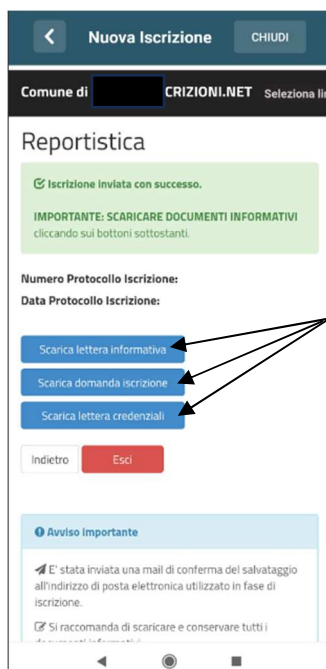 Nuova Iscrizione CHIUDI
Comune di CRIZIONI.NET Seleziona
Reportistica
Iscrizione inviata con successo.
IMPORTANTE: SCARICARE DOCUMENTI INFORMATIVI
cliccando sui bottoni sottostanti.
Numero Protocollo Iscrizione:
Data Protocollo Iscrizione:
Scarica lettera informativa
Scarica domanda iscrizione
Scarica lettera credenziali
Indietro Esci
Avviso importante
E' stata inviata una mail di conferma del salvataggio
all'indirizzo di posta elettronica utilizzato in fase di
iscrizione.
Si raccomanda di scaricare e conservare tutti i
documenti informativi